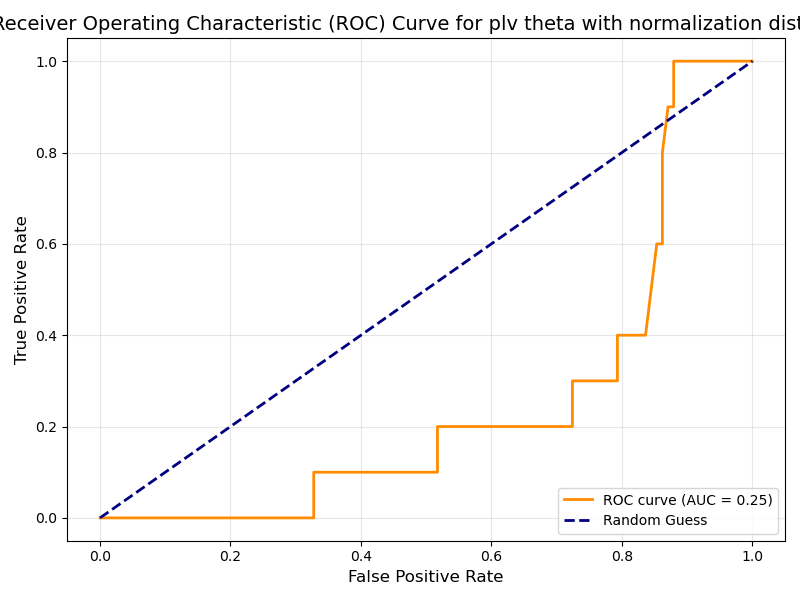 Receiver Operating Characteristic (ROC) Curve for plv theta with normalization dist
1.0
0.8
0.6
0.4
0.2
0.0
True Positive Rate
ROC curve (AUC = 0.25)
Random Guess
0.0 0.2 0.4 0.6 0.8 1.0
False Positive Rate